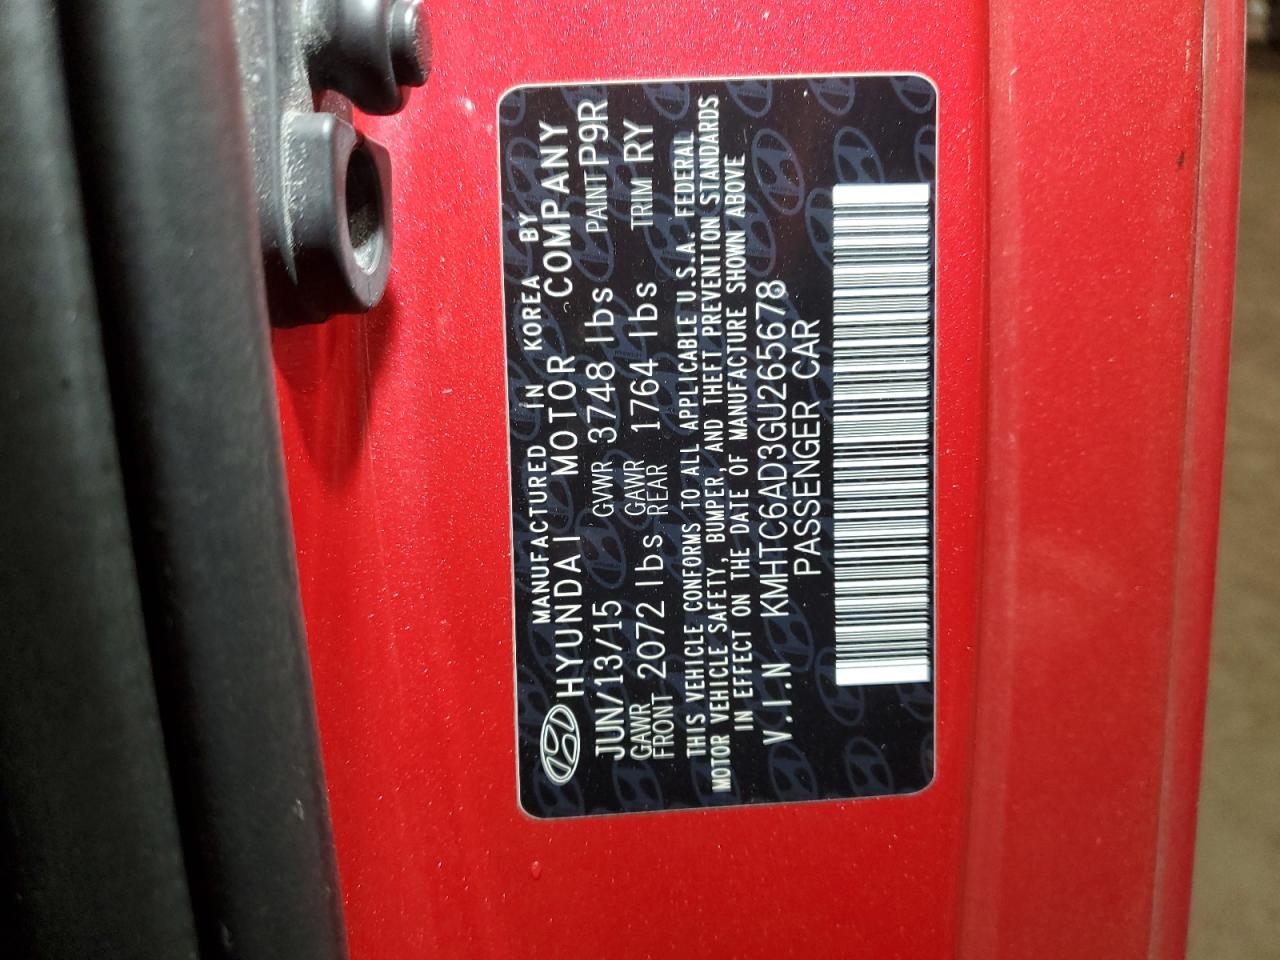 MANUFACTURED IN KOREA BY
HYUNDAI MOTOR COMPANY
JUN/13/15 GVWR 3748 lbs PAINT P9R
GAWR FRONT 2072 lbs GAWR REAR 1764 lbs TRIM RY
THIS VEHICLE CONFORMS TO ALL APPLICABLE U.S.A. FEDERAL
MOTOR VEHICLE SAFETY, BUMPER, AND THEFT PREVENTION STANDARDS
IN EFFECT ON THE DATE OF MANUFACTURE SHOWN ABOVE
V.I.N KMHTC6AD3GU265678
PASSENGER CAR